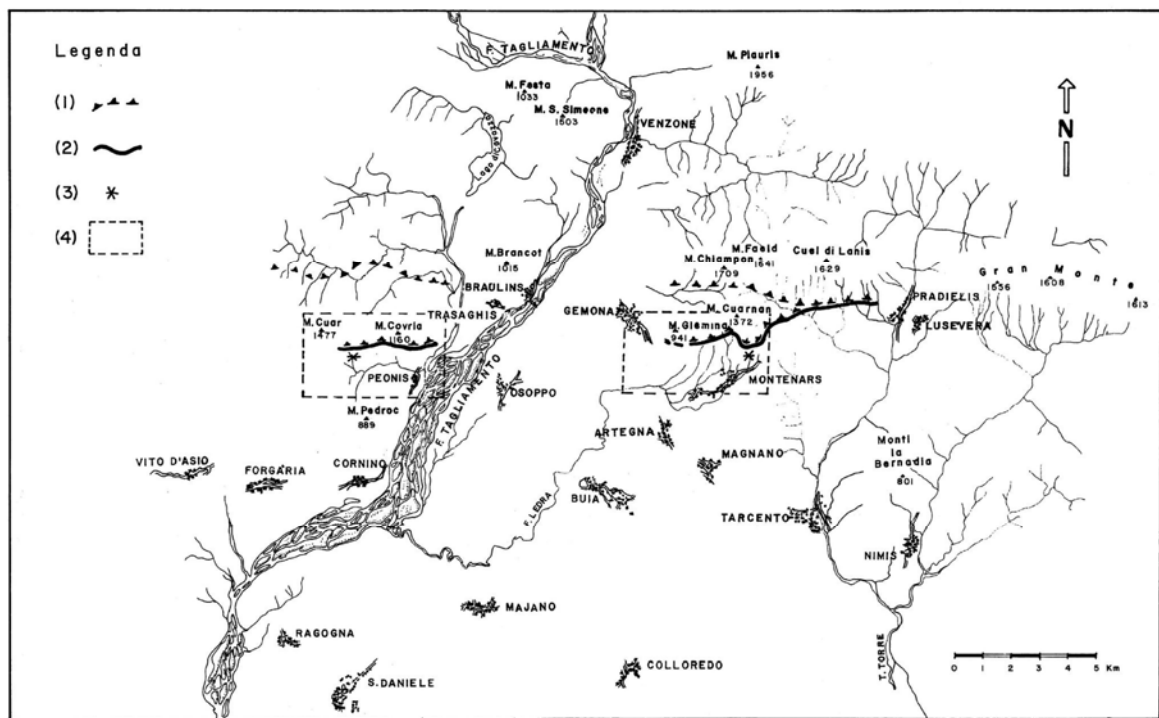 Legenda
(1)
(2)
(3)
(4)
F. TAGLIAMENTO
M. Plauris
1956
M. Festa
1033
M. S. Simeone
1503
VENZONE
N
M. Brancot
1015
BRAULINS
TRASAGHIS
M. Faeid
1641
M. Chiampon
1709
Cuel di Lanis
1629
Gran Monte
1636
1608
1613
GEMONA
M. Cuarnan
1372
M. Glemina
941
PRADIELIS
LUSEVERA
M. Cuar
1477
M. Covria
1160
PEONIS
M. Pedroc
889
F. TAGLIAMENTO
OSOPPO
MONTENARS
ARTEGNA
MAGNANO
Monti
la
Bernadia
801
VITO D'ASIO
FORGARIA
CORNINO
F. LEDRA
BUIA
TARCENTO
NIMIS
MAJANO
RAGOGNA
S. DANIELE
COLLOREDO
T. TORRE
0 1 2 3 4 5 Km